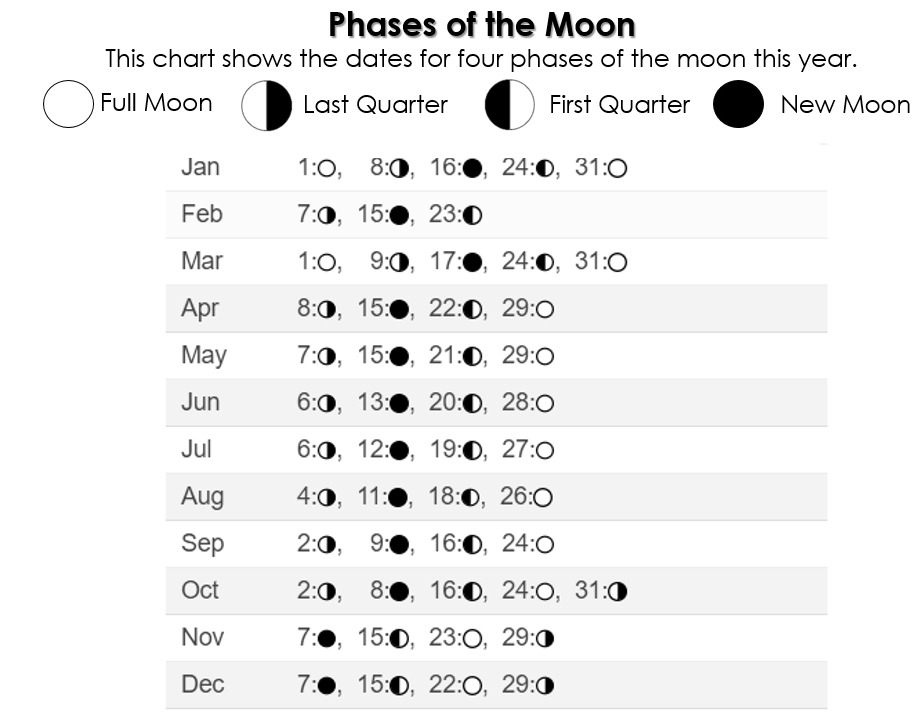 Phases of the Moon
This chart shows the dates for four phases of the moon this year.
Full Moon Last Quarter First Quarter New Moon
Jan 1:○, 8:◑, 16:●, 24:◐, 31:○
Feb 7:◑, 15:●, 23:◐
Mar 1:○, 9:◑, 17:●, 24:◐, 31:○
Apr 8:◑, 15:●, 22:◐, 29:○
May 7:◑, 15:●, 21:◐, 29:○
Jun 6:◑, 13:●, 20:◐, 28:○
Jul 6:◑, 12:●, 19:◐, 27:○
Aug 4:◑, 11:●, 18:◐, 26:○
Sep 2:◑, 9:●, 16:◐, 24:○
Oct 2:◑, 8:●, 16:◐, 24:○, 31:◑
Nov 7:●, 15:◐, 23:○, 29:◑
Dec 7:●, 15:◐, 22:○, 29:◑